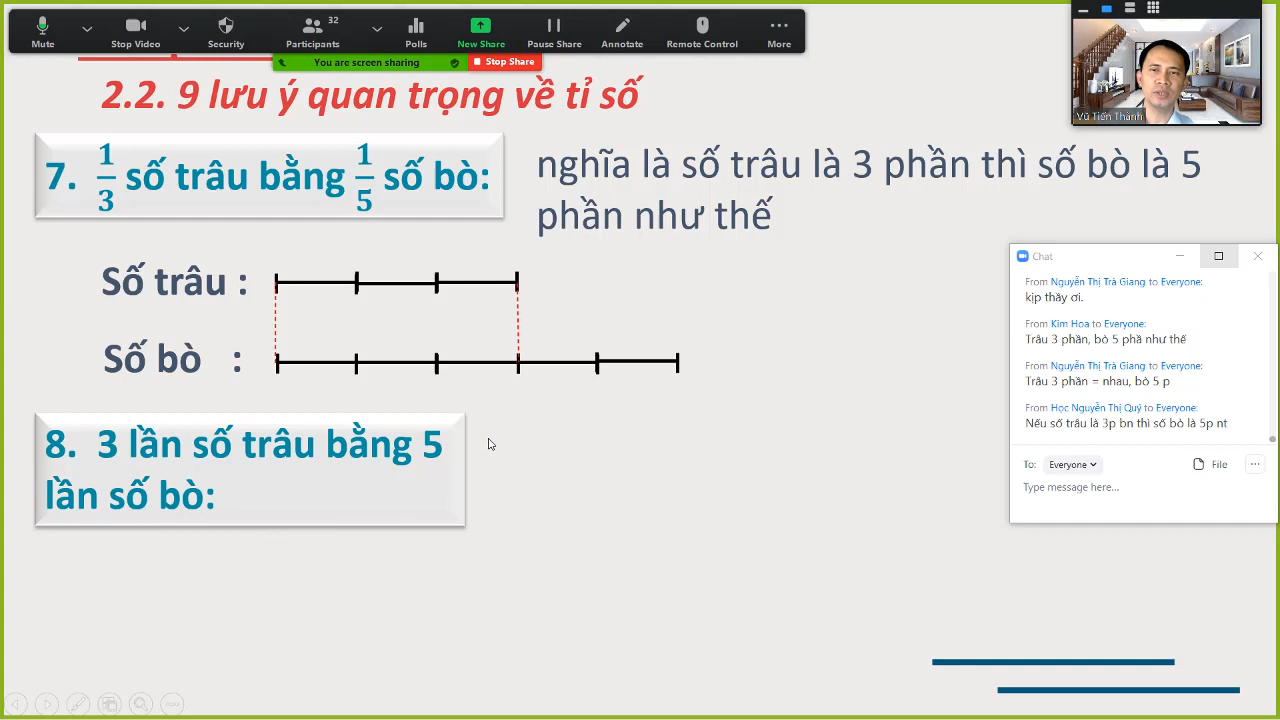 Mute
Stop Video
Security
32
Participants
Polls
New Share
Pause Share
Annotate
Remote Control
More
You are screen sharing
Stop Share
Vũ Tiến Thành
2.2. 9 lưu ý quan trọng về tỉ số
7. 1/3 số trâu bằng 1/5 số bò:
nghĩa là số trâu là 3 phần thì số bò là 5
phần như thế
Số trâu :
Số bò :
8. 3 lần số trâu bằng 5
lần số bò:
Chat
From Nguyễn Thị Trà Giang to Everyone:
kịp thầy ơi.
From Kim Hoa to Everyone:
Trâu 3 phần, bò 5 phầ như thế
From Nguyễn Thị Trà Giang to Everyone:
Trâu 3 phần = nhau, bò 5 p
From Học Nguyễn Thị Quý to Everyone:
Nếu số trâu là 3p bn thì số bò là 5p nt
To: Everyone
File
Type message here...